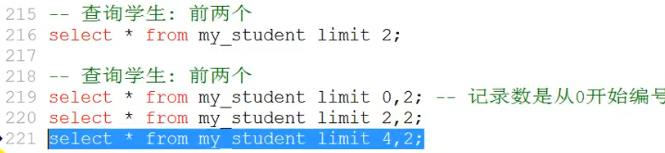 215 -- 查询学生: 前两个
216 select * from my_student limit 2;
217
218 -- 查询学生: 前两个
219 select * from my_student limit 0,2; -- 记录数是从0开始编号
220 select * from my_student limit 2,2;
221 select * from my_student limit 4,2;